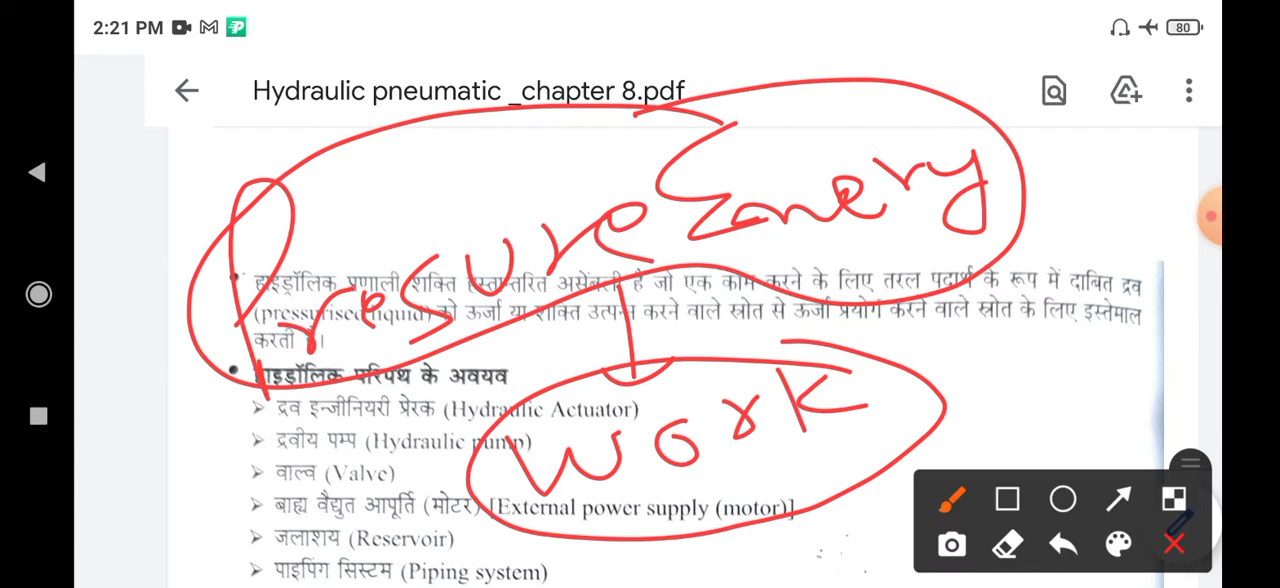 2:21 PM
80
Hydraulic pneumatic _chapter 8.pdf
Pressure Enery
हाइड्रॉलिक प्रणाली शक्ति हस्तान्तरित असेंबली है जो एक काम करने के लिए तरल पदार्थ के रूप में दाबित द्रव
(pressurised liquid) को ऊर्जा या शक्ति उत्पन्न करने वाले स्रोत से ऊर्जा प्रयोग करने वाले स्रोत के लिए इस्तेमाल
करती है।
work
• हाइड्रॉलिक परिपथ के अवयव
➢ द्रव इन्जीनियरी प्रेरक (Hydraulic Actuator)
➢ द्रवीय पम्प (Hydraulic pump)
➢ वाल्व (Valve)
➢ बाह्य वैद्युत आपूर्ति (मोटर) [External power supply (motor)]
➢ जलाशय (Reservoir)
➢ पाइपिंग सिस्टम (Piping system)